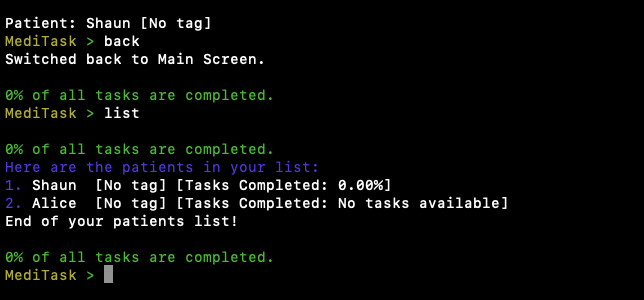 Patient: Shaun [No tag]
MediTask > back
Switched back to Main Screen.
0% of all tasks are completed.
MediTask > list
0% of all tasks are completed.
Here are the patients in your list:
1. Shaun  [No tag] [Tasks Completed: 0.00%]
2. Alice  [No tag] [Tasks Completed: No tasks available]
End of your patients list!
0% of all tasks are completed.
MediTask >